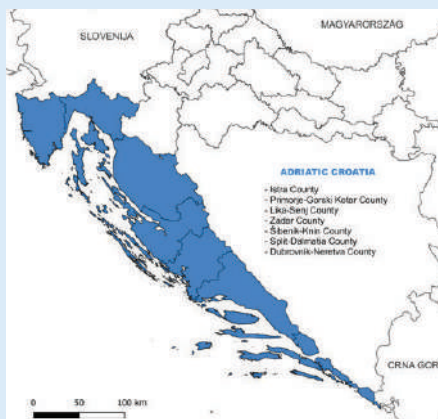 MAGYARORSZÁG
SLOVENIJA
ADRIATIC CROATIA
- Istra County
- Primorje-Gorski Kotar County
- Lika-Senj County
- Zadar County
- Šibenik-Knin County
- Split-Dalmatia County
- Dubrovnik-Neretva County
CRNA GOR
0 50 100 km